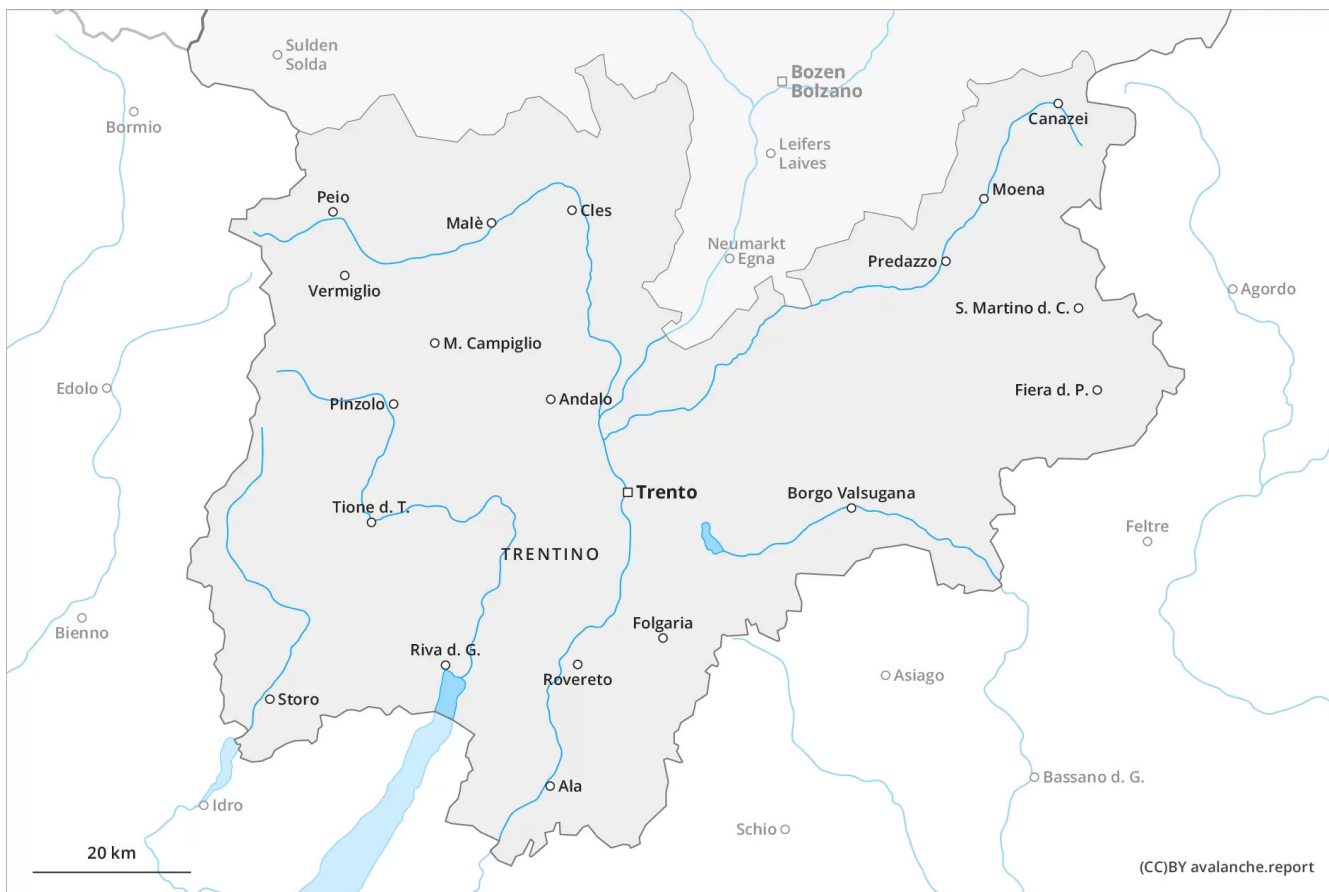 Sulden
Solda
Bozen
Bolzano
Bormio
Canazei
Leifers
Laives
Peio
Moena
Malè
Cles
Neumarkt
Egna
Predazzo
Vermiglio
Agordo
S. Martino d. C.
M. Campiglio
Edolo
Fiera d. P.
Pinzolo
Andalo
Trento
Borgo Valsugana
Tione d. T.
Feltre
TRENTINO
Folgaria
Bienno
Riva d. G.
Asiago
Rovereto
Storo
Bassano d. G.
Ala
Idro
Schio
20 km
(CC)BY avalanche.report